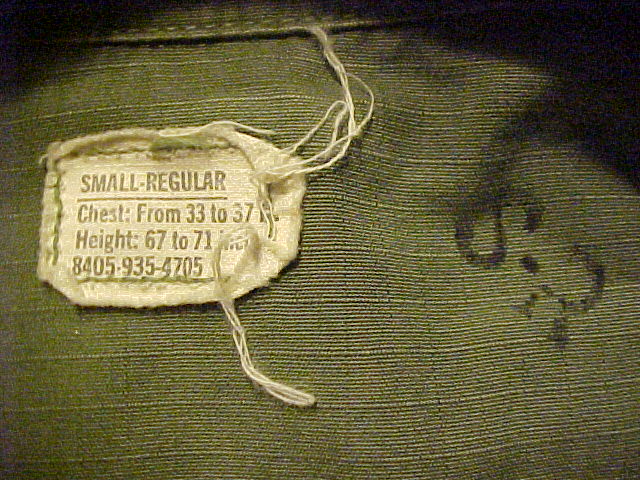 SMALL-REGULAR
Chest: From 33 to 37
Height: 67 to 71
8405-935-4705